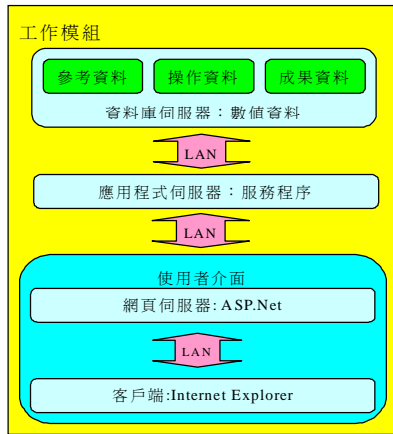 工作模組
參考資料 操作資料 成果資料
資料庫伺服器：數值資料
LAN
應用程式伺服器：服務程序
LAN
使用者介面
網頁伺服器:ASP.Net
LAN
客戶端:Internet Explorer